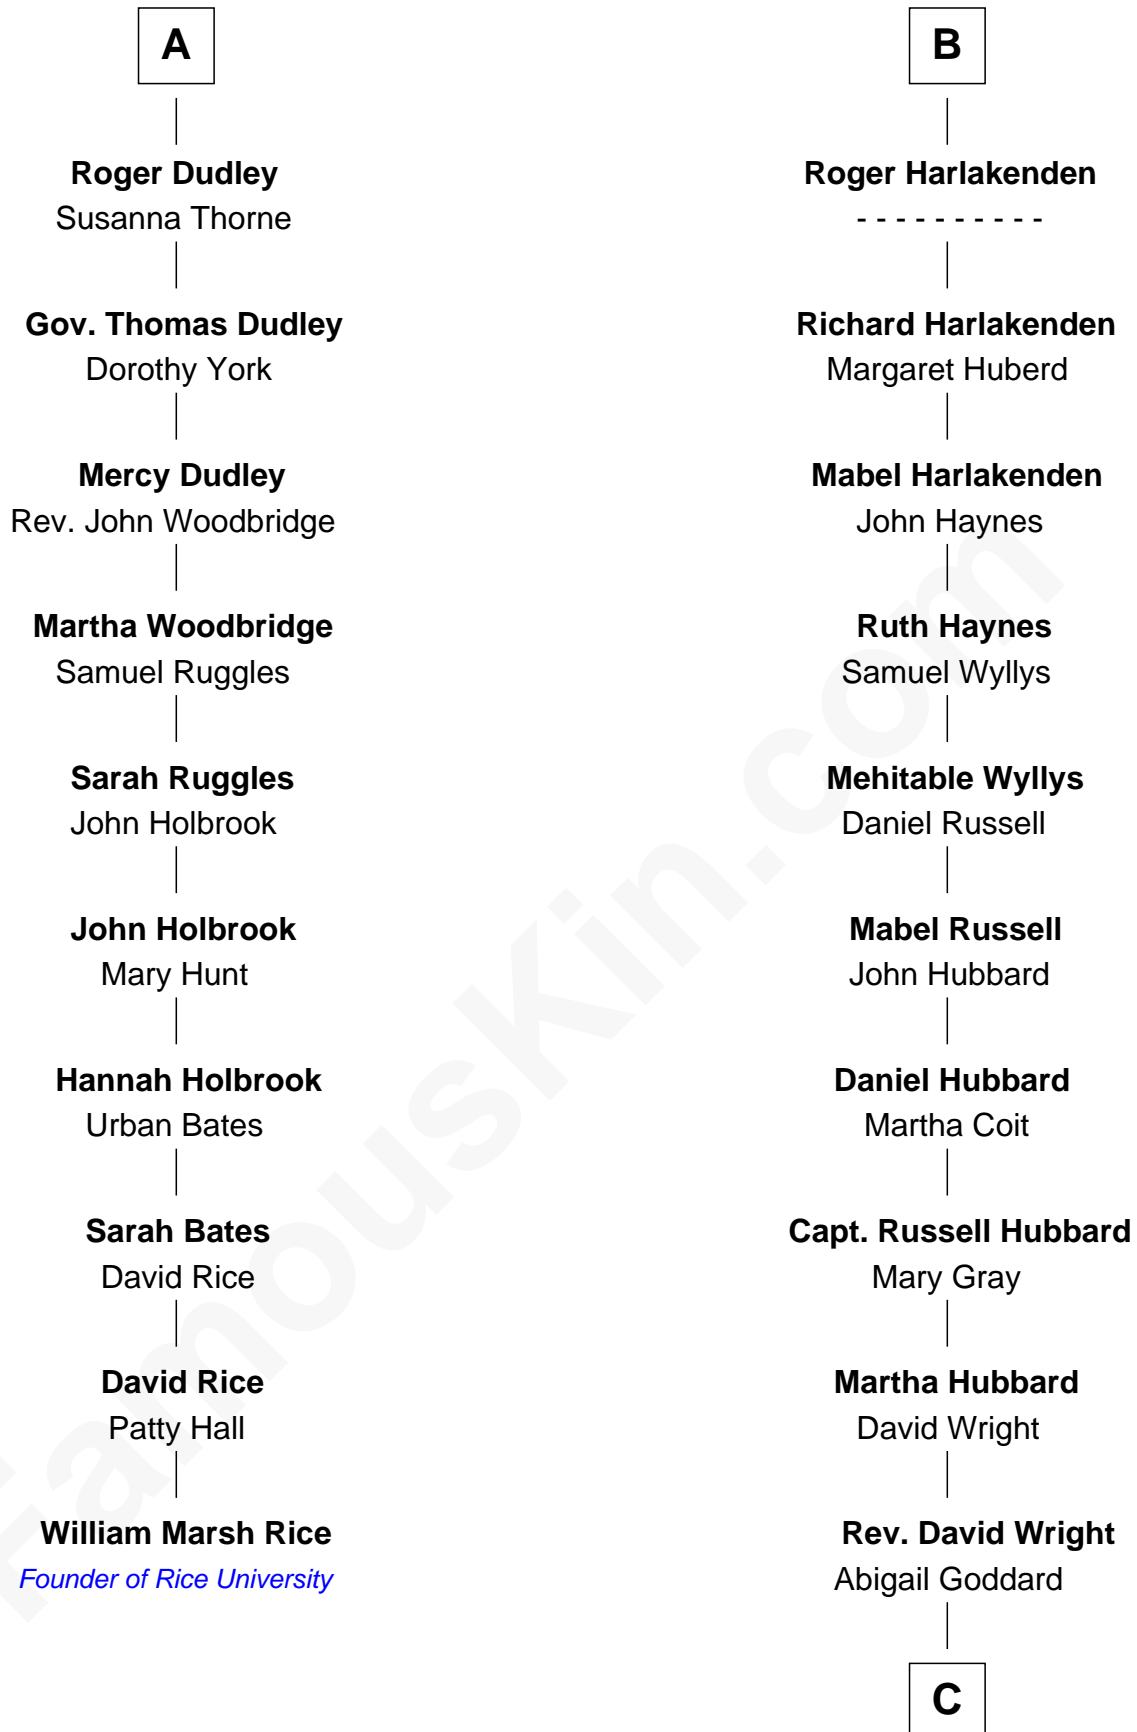 A
Roger Dudley
Susanna Thorne
Gov. Thomas Dudley
Dorothy York
Mercy Dudley
Rev. John Woodbridge
Martha Woodbridge
Samuel Ruggles
Sarah Ruggles
John Holbrook
John Holbrook
Mary Hunt
Hannah Holbrook
Urban Bates
Sarah Bates
David Rice
David Rice
Patty Hall
William Marsh Rice
Founder of Rice University
B
Roger Harlakenden
- - - - - - - - - -
Richard Harlakenden
Margaret Huberd
Mabel Harlakenden
John Haynes
Ruth Haynes
Samuel Wyllys
Mehitable Wyllys
Daniel Russell
Mabel Russell
John Hubbard
Daniel Hubbard
Martha Coit
Capt. Russell Hubbard
Mary Gray
Martha Hubbard
David Wright
Rev. David Wright
Abigail Goddard
C
FamousKin.com